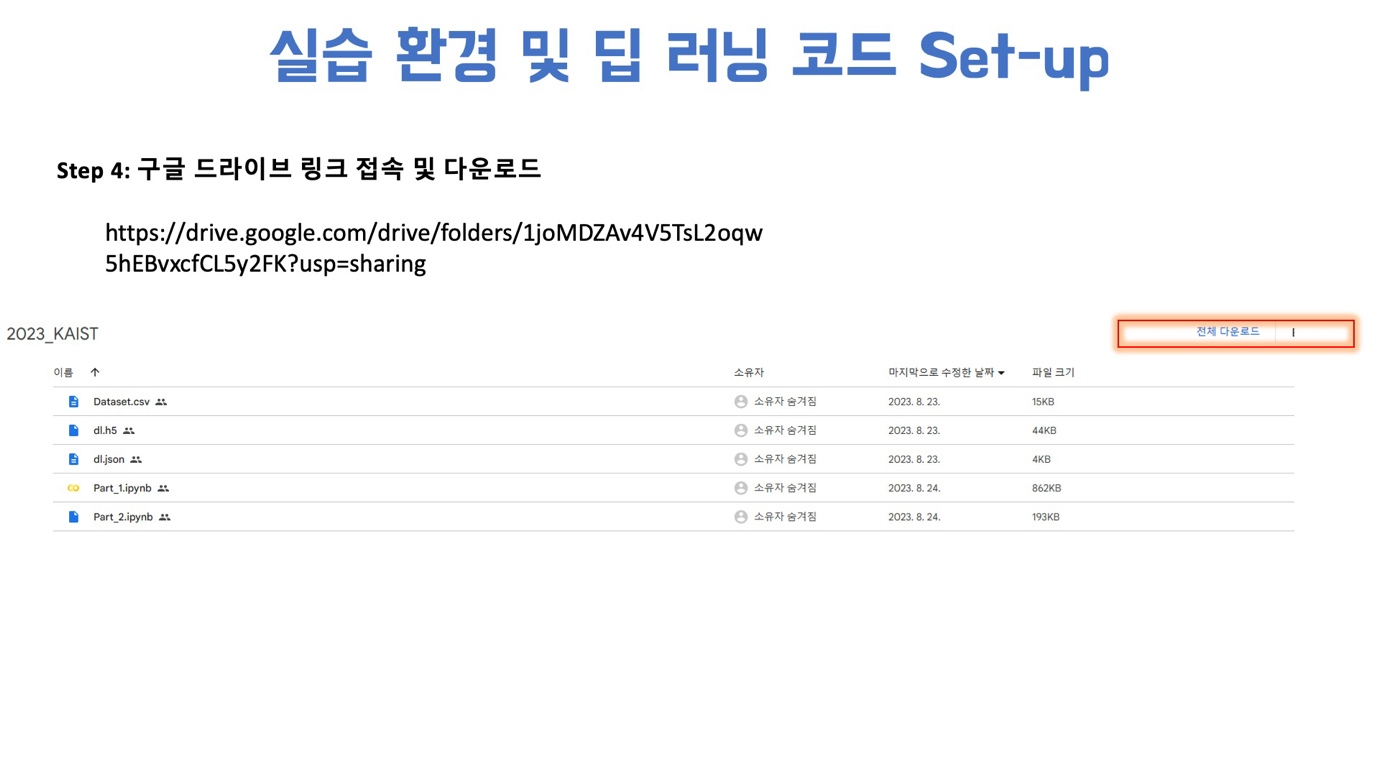 실습 환경 및 딥 러닝 코드 Set-up
Step 4: 구글 드라이브 링크 접속 및 다운로드
https://drive.google.com/drive/folders/1joMDZAv4V5TsL2oqw
5hEBvxcfCL5y2FK?usp=sharing
2023_KAIST
전체 다운로드
이름 소유자 마지막으로 수정한 날짜 파일 크기
Dataset.csv 소유자 숨겨짐 2023. 8. 23. 15KB
dl.h5 소유자 숨겨짐 2023. 8. 23. 44KB
dl.json 소유자 숨겨짐 2023. 8. 23. 4KB
Part_1.ipynb 소유자 숨겨짐 2023. 8. 24. 862KB
Part_2.ipynb 소유자 숨겨짐 2023. 8. 24. 193KB